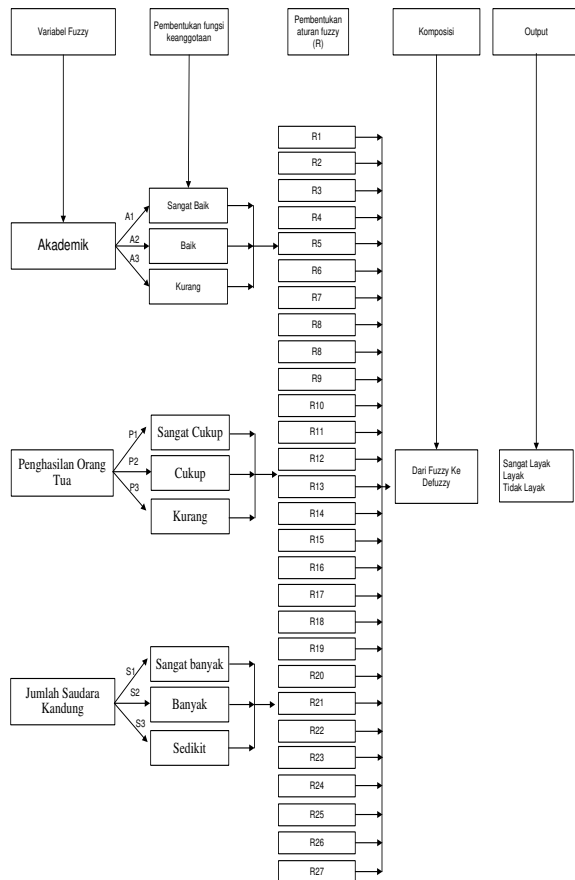 Variabel Fuzzy
Pembentukan fungsi
keanggotaan
Pembentukan
aturan fuzzy
(R)
Komposisi
Output
Akademik
A1
A2
A3
Sangat Baik
Baik
Kurang
Penghasilan Orang
Tua
P1
P2
P3
Sangat Cukup
Cukup
Kurang
Jumlah Saudara
Kandung
S1
S2
S3
Sangat banyak
Banyak
Sedikit
R1
R2
R3
R4
R5
R6
R7
R8
R8
R9
R10
R11
R12
R13
R14
R15
R16
R17
R18
R19
R20
R21
R22
R23
R24
R25
R26
R27
Dari Fuzzy Ke
Defuzzy
Sangat Layak
Layak
Tidak Layak